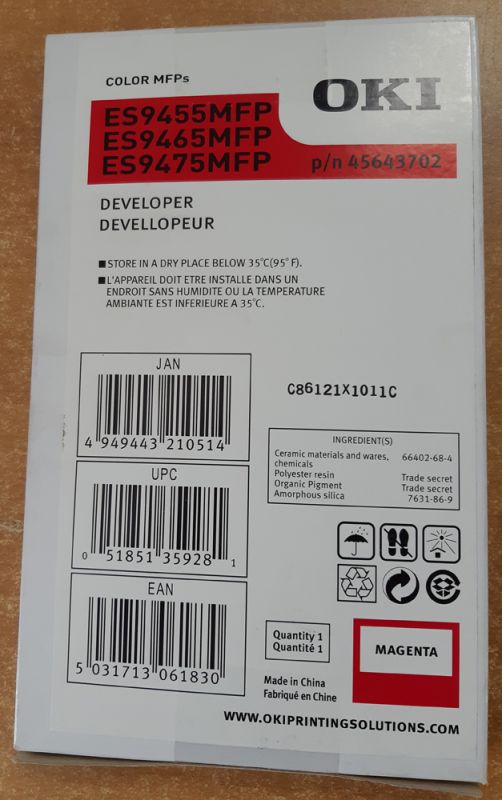 COLOR MFPs
OKI
ES9455MFP
ES9465MFP
ES9475MFP
p/n 45643702
DEVELOPER
DEVELLOPEUR
■STORE IN A DRY PLACE BELOW 35°C(95°F).
■L'APPAREIL DOIT ETRE INSTALLE DANS UN
ENDROIT SANS HUMIDITE OU LA TEMPERATURE
AMBIANTE EST INFERIEURE A 35°C.
JAN
4 949443 210514
C86121X1011C
INGREDIENT(S)
Ceramic materials and wares, 66402-68-4
chemicals
Polyester resin Trade secret
Organic Pigment Trade secret
Amorphous silica 7631-86-9
UPC
0 51851 35928 1
EAN
5 031713 061830
Quantity 1
Quantité 1
MAGENTA
Made in China
Fabriqué en Chine
WWW.OKIPRINTINGSOLUTIONS.COM